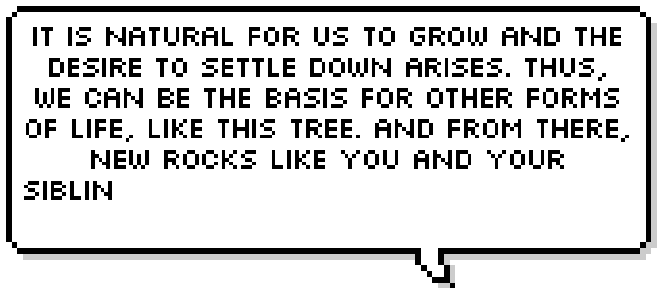 IT IS NATURAL FOR US TO GROW AND THE
DESIRE TO SETTLE DOWN ARISES. THUS,
WE CAN BE THE BASIS FOR OTHER FORMS
OF LIFE, LIKE THIS TREE. AND FROM THERE,
NEW ROCKS LIKE YOU AND YOUR
SIBLIN